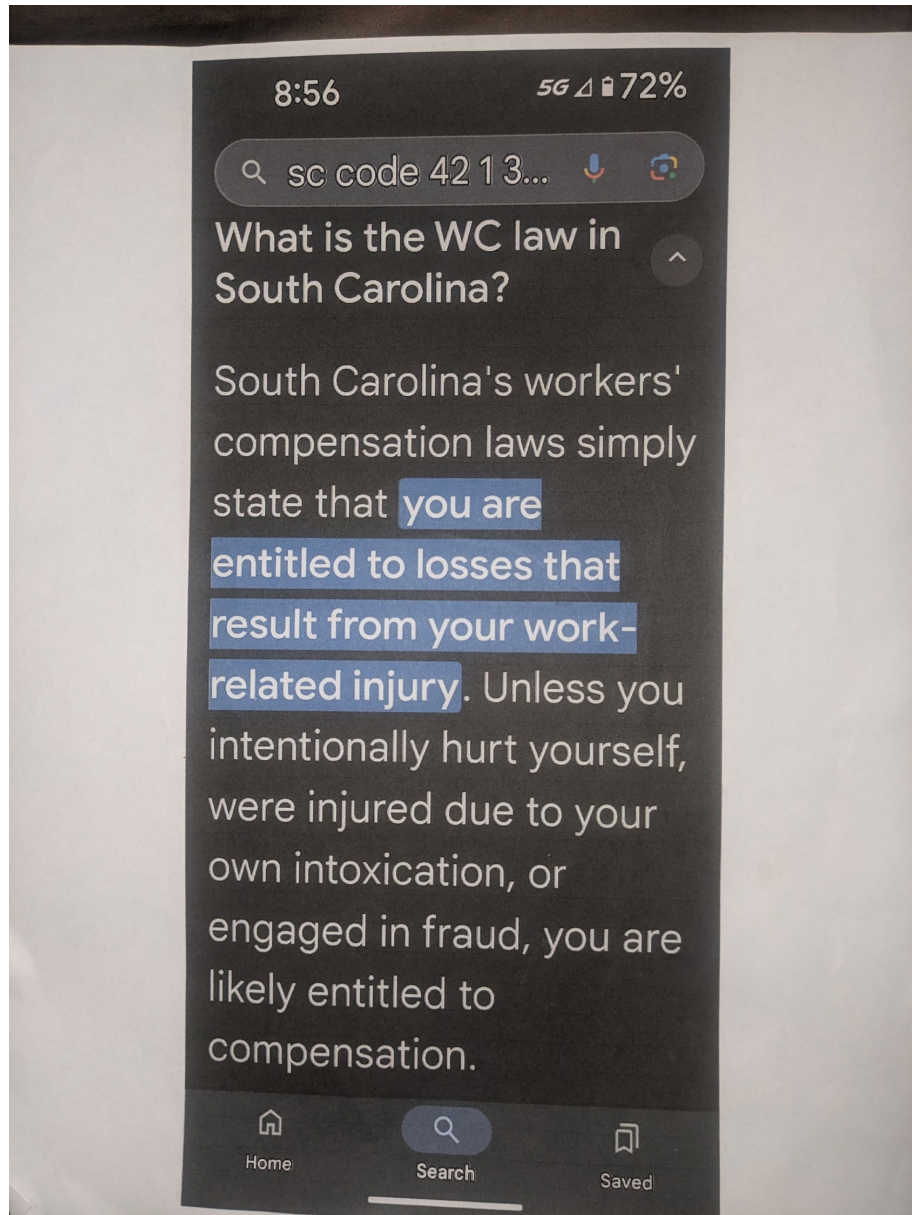 8:56 5G 72%
sc code 42 1 3...
What is the WC law in
South Carolina?
South Carolina's workers'
compensation laws simply
state that you are
entitled to losses that
result from your work-
related injury. Unless you
intentionally hurt yourself,
were injured due to your
own intoxication, or
engaged in fraud, you are
likely entitled to
compensation.
Home Search Saved